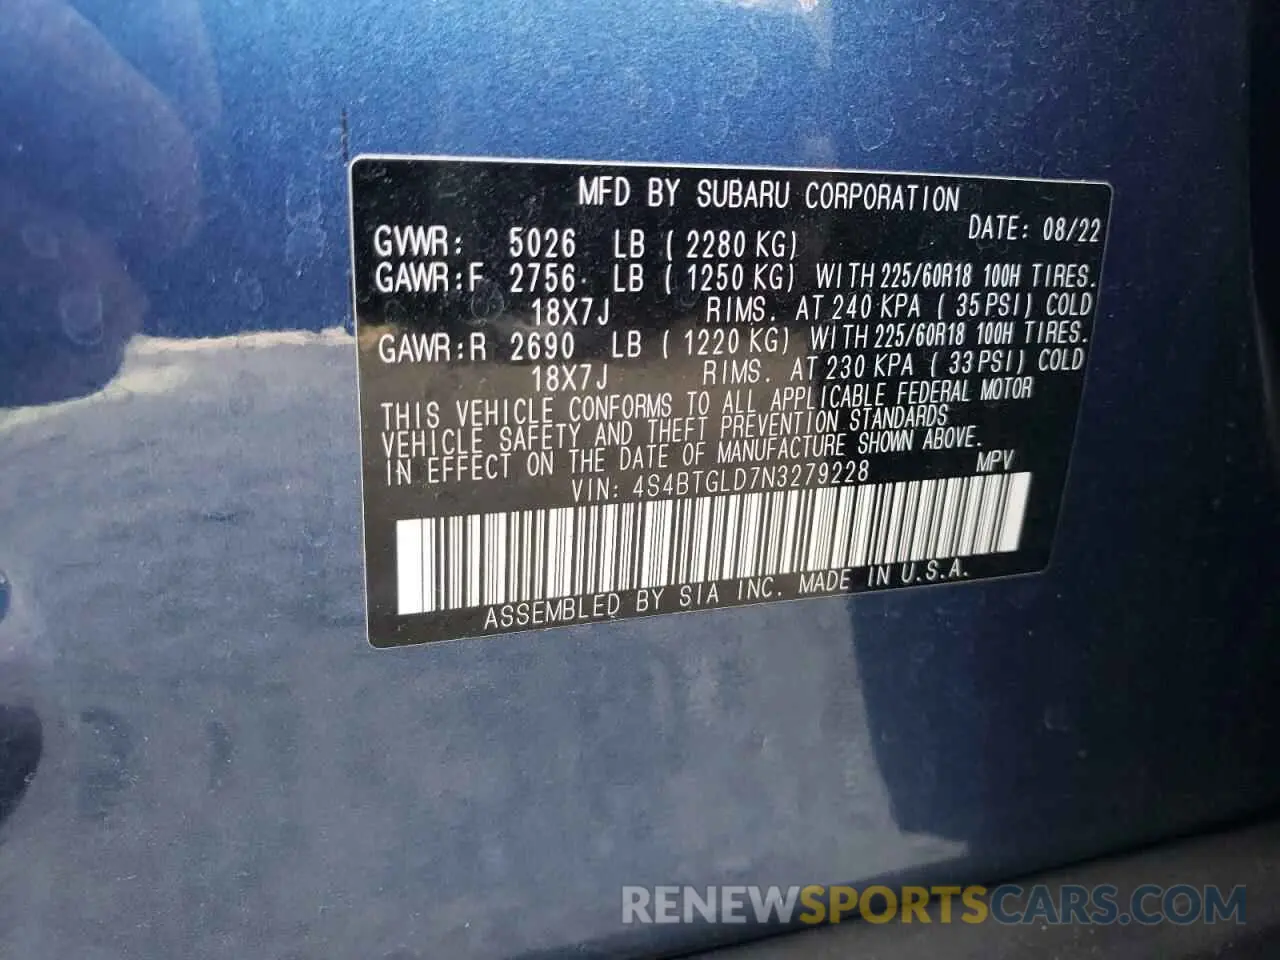 MFD BY SUBARU CORPORATION
DATE: 08/22
GVWR: 5026 LB ( 2280 KG)
GAWR:F 2756 LB ( 1250 KG) WITH 225/60R18 100H TIRES.
18X7J RIMS. AT 240 KPA ( 35 PSI) COLD
GAWR:R 2690 LB ( 1220 KG) WITH 225/60R18 100H TIRES.
18X7J RIMS. AT 230 KPA ( 33 PSI) COLD
THIS VEHICLE CONFORMS TO ALL APPLICABLE FEDERAL MOTOR
VEHICLE SAFETY AND THEFT PREVENTION STANDARDS
IN EFFECT ON THE DATE OF MANUFACTURE SHOWN ABOVE.
VIN: 4S4BTGLD7N3279228 MPV
ASSEMBLED BY SIA INC. MADE IN U.S.A.
RENEWSPORTSCARS.COM